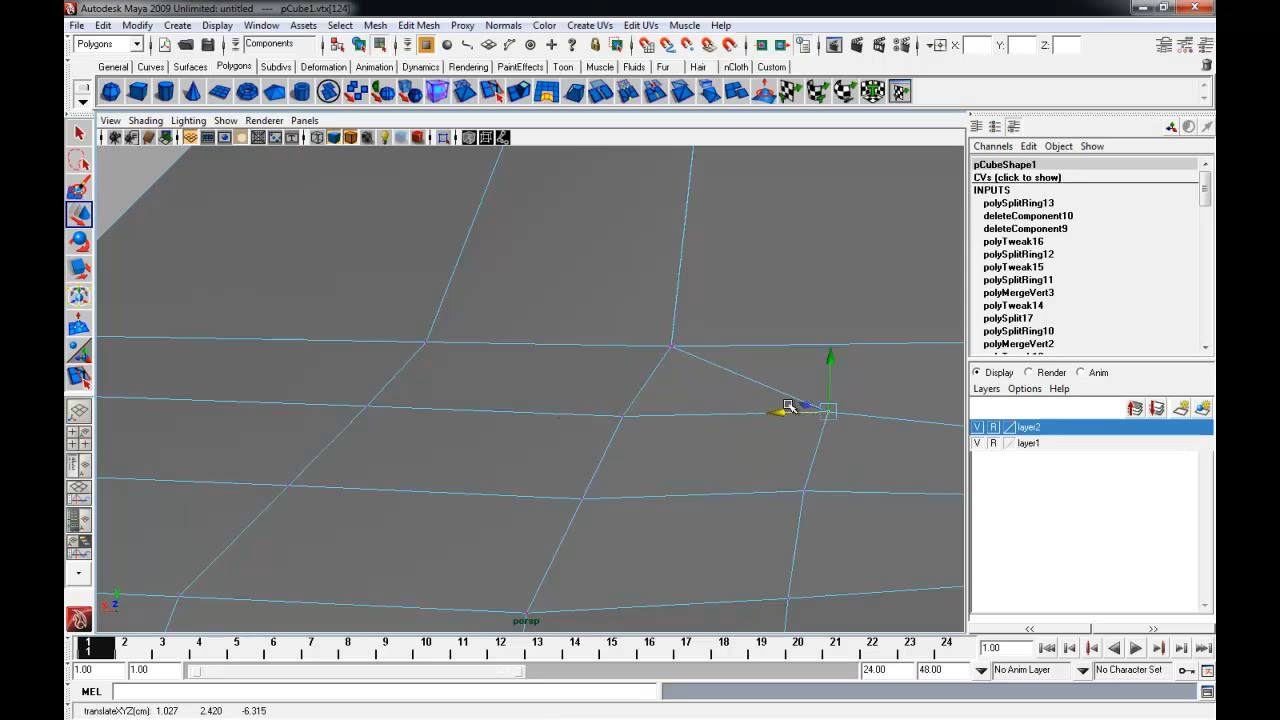 Autodesk Maya 2009 Unlimited: untitled --- pCube1.vtx[124]
File Edit Modify Create Display Window Assets Select Mesh Edit Mesh Proxy Normals Color Create UVs Edit UVs Muscle Help
Polygons Components X: Y: Z:
General Curves Surfaces Polygons Subdivs Deformation Animation Dynamics Rendering PaintEffects Toon Muscle Fluids Fur Hair nCloth Custom
View Shading Lighting Show Renderer Panels
Channels Edit Object Show
pCubeShape1
CVs (click to show)
INPUTS
polySplitRing13
deleteComponent10
deleteComponent9
polyTweak16
polySplitRing12
polyTweak15
polySplitRing11
polyMergeVert3
polyTweak14
polySplit17
polySplitRing10
polyMergeVert2
Display Render Anim
Layers Options Help
V R layer2
V R layer1
persp
1 2 3 4 5 6 7 8 9 10 11 12 13 14 15 16 17 18 19 20 21 22 23 24
1 1.00
1.00 1.00 24.00 48.00 No Anim Layer No Character Set
MEL
translateXYZ(cm): 1.027 2.420 -6.315